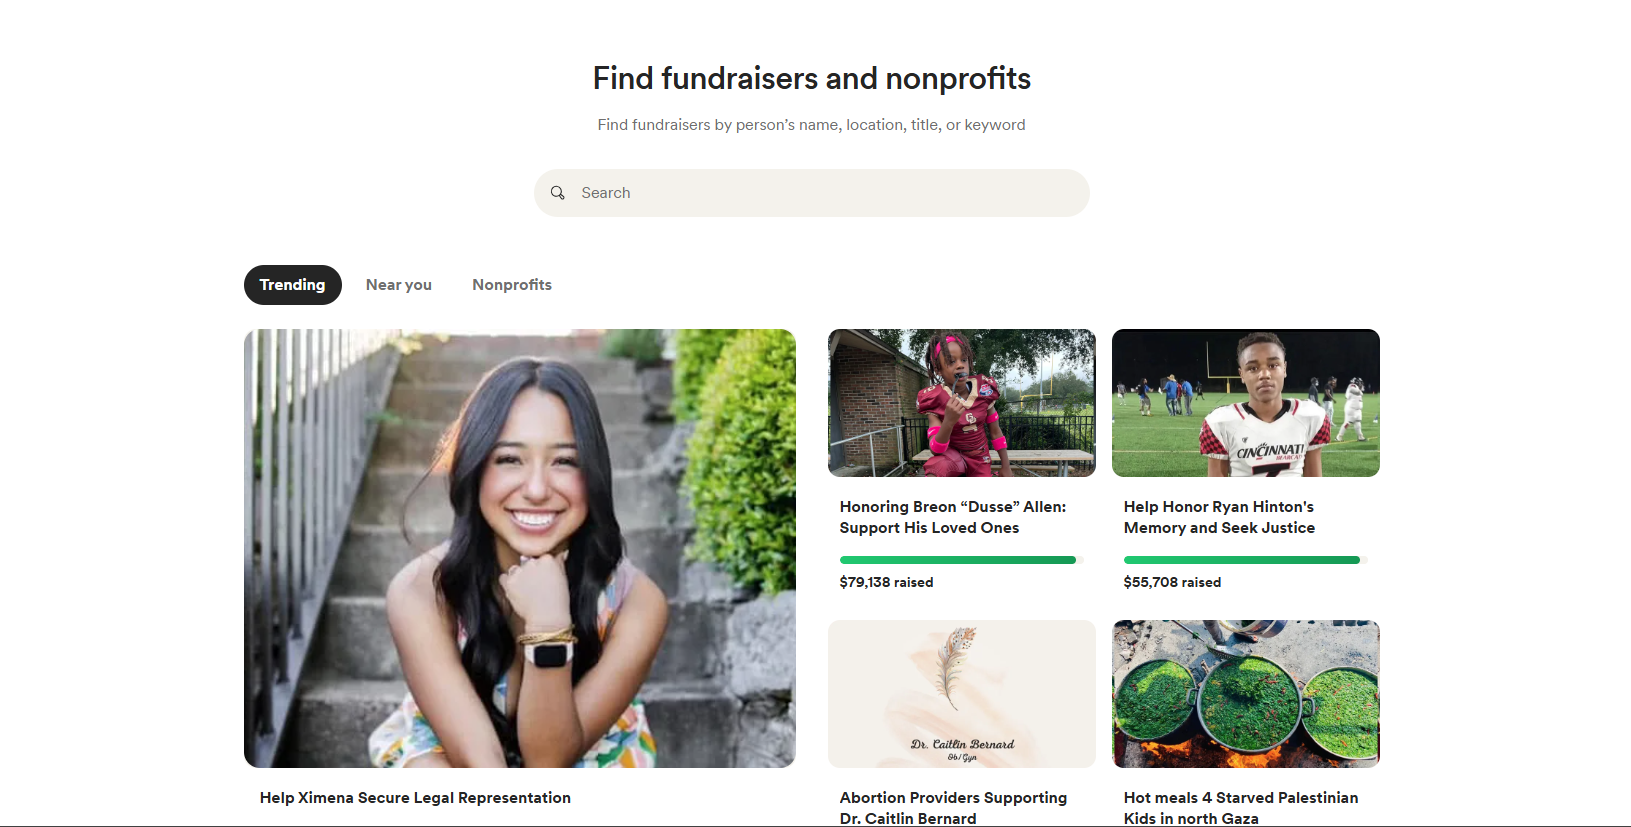 Find fundraisers and nonprofits
Find fundraisers by person’s name, location, title, or keyword
Search
Trending
Near you
Nonprofits
Help Ximena Secure Legal Representation
Honoring Breon “Dusse” Allen:
Support His Loved Ones
$79,138 raised
CINCINNATI
BEARCATS
Help Honor Ryan Hinton's
Memory and Seek Justice
$55,708 raised
Dr. Caitlin Bernard
Ob/Gyn
Abortion Providers Supporting
Dr. Caitlin Bernard
Hot meals 4 Starved Palestinian
Kids in north Gaza